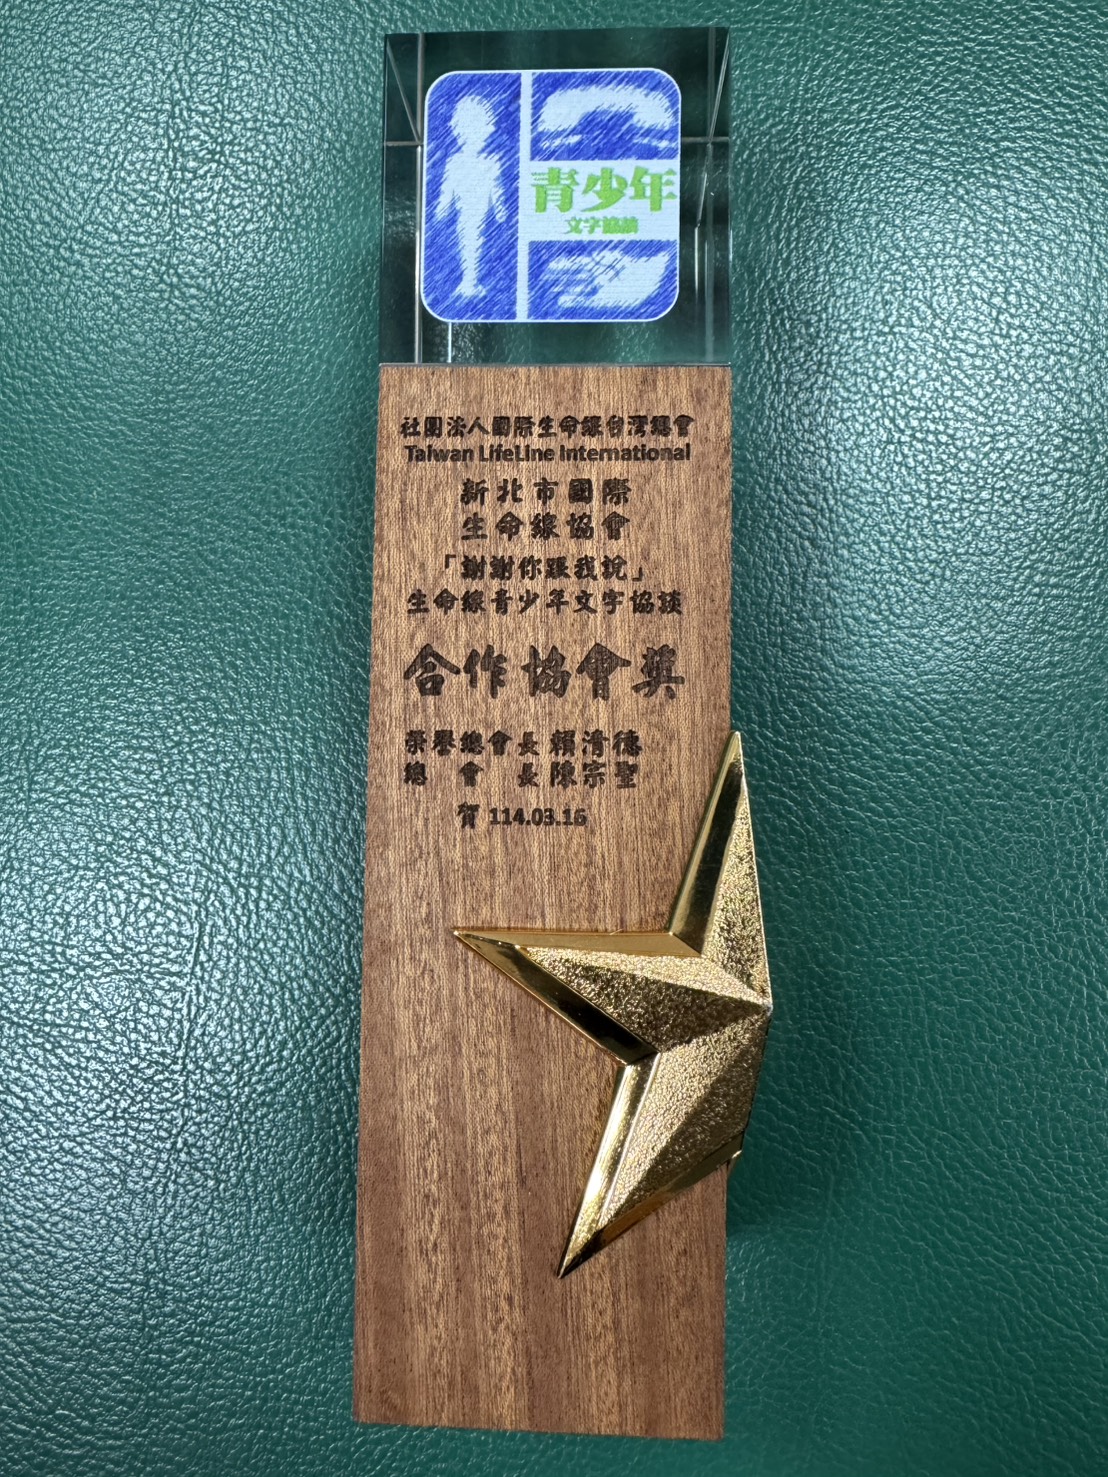 青少年
文字協談
社團法人國際生命線台灣總會
Taiwan LifeLine International
新北市國際
生命線協會
「謝謝你跟我說」
生命線青少年文字協談
合作協會獎
榮譽總會長賴清德
總 會 長陳宗聖
賀 114.03.16